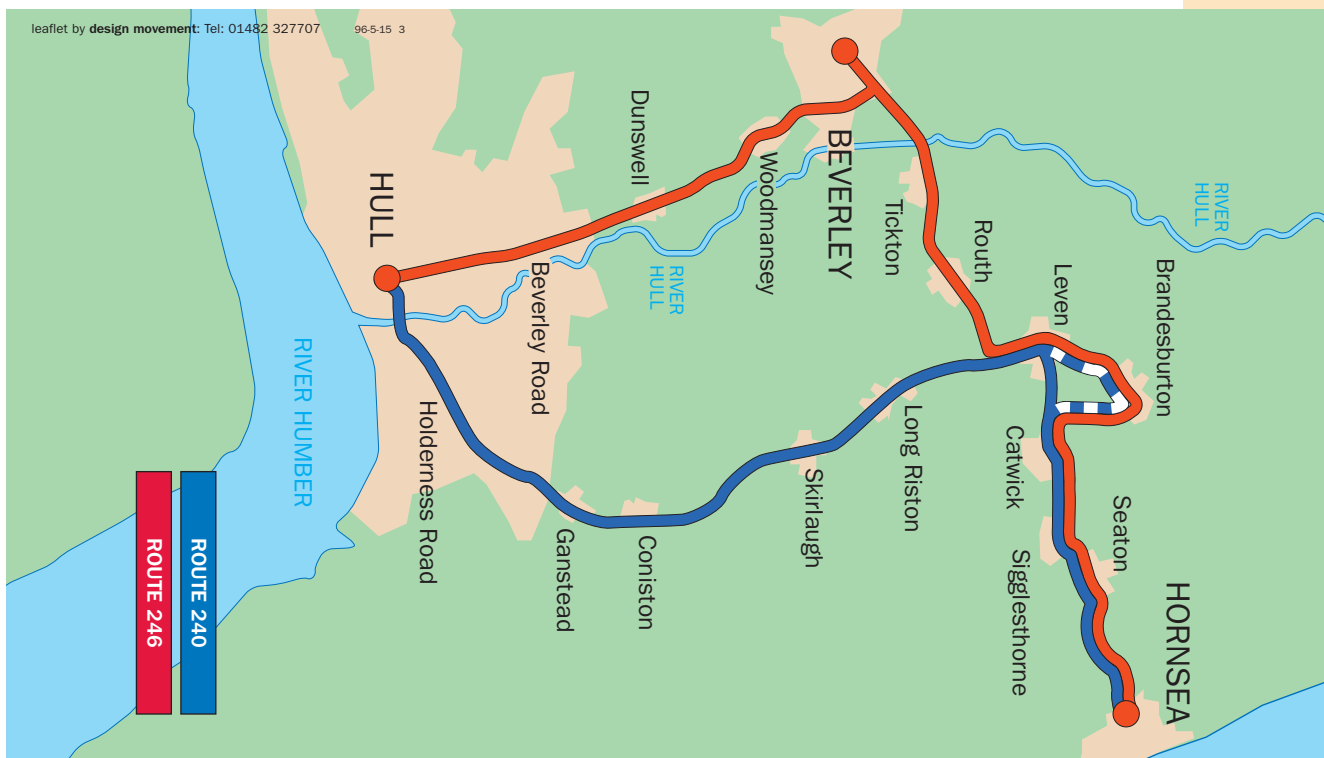 leaflet by design movement: Tel: 01482 327707 96-5-15 3
HORNSEA
Brandesburton
RIVER
HULL
Seaton
Leven
Catwick
Sigglesthorne
Routh
Long Riston
Tickton
BEVERLEY
Skirlaugh
Woodmansey
RIVER
HULL
Dunswell
Coniston
Ganstead
Beverley Road
Holderness Road
HULL
RIVER HUMBER
ROUTE 240
ROUTE 246